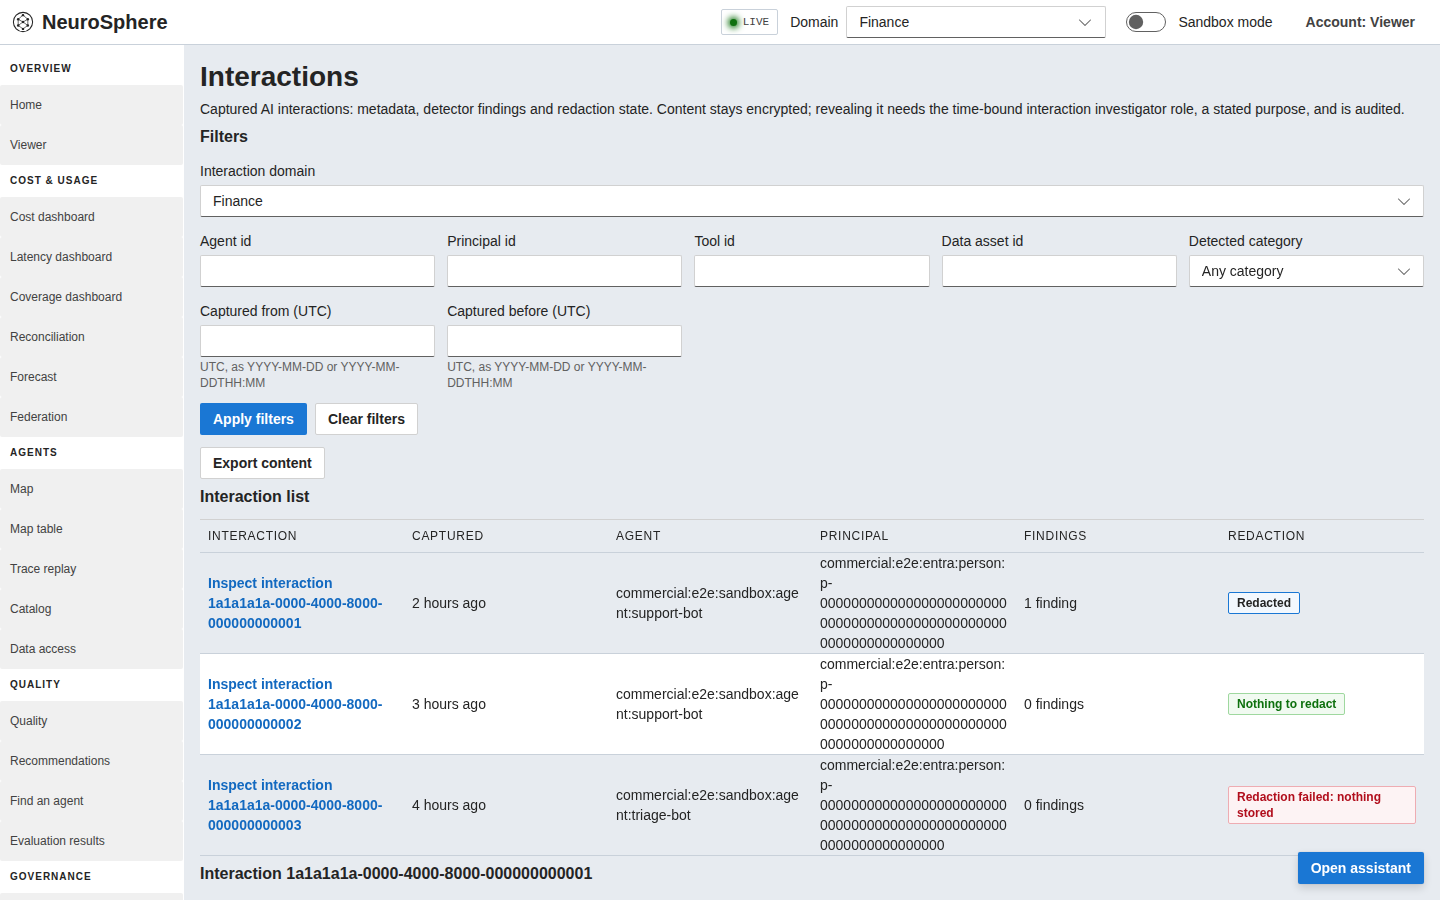 NeuroSphere
LIVE
Domain
Finance
Sandbox mode
Account: Viewer
OVERVIEW
Home
Viewer
COST & USAGE
Cost dashboard
Latency dashboard
Coverage dashboard
Reconciliation
Forecast
Federation
AGENTS
Map
Map table
Trace replay
Catalog
Data access
QUALITY
Quality
Recommendations
Find an agent
Evaluation results
GOVERNANCE
Interactions
Captured AI interactions: metadata, detector findings and redaction state. Content stays encrypted; revealing it needs the time-bound interaction investigator role, a stated purpose, and is audited.
Filters
Interaction domain
Finance
Agent id
Principal id
Tool id
Data asset id
Detected category
Any category
Captured from (UTC)
Captured before (UTC)
UTC, as YYYY-MM-DD or YYYY-MM-
DDTHH:MM
UTC, as YYYY-MM-DD or YYYY-MM-
DDTHH:MM
Apply filters
Clear filters
Export content
Interaction list
INTERACTION
CAPTURED
AGENT
PRINCIPAL
FINDINGS
REDACTION
Inspect interaction
1a1a1a1a-0000-4000-8000-
000000000001
2 hours ago
commercial:e2e:sandbox:age
nt:support-bot
commercial:e2e:entra:person:
p-
000000000000000000000000
000000000000000000000000
0000000000000000
1 finding
Redacted
Inspect interaction
1a1a1a1a-0000-4000-8000-
000000000002
3 hours ago
commercial:e2e:sandbox:age
nt:support-bot
commercial:e2e:entra:person:
p-
000000000000000000000000
000000000000000000000000
0000000000000000
0 findings
Nothing to redact
Inspect interaction
1a1a1a1a-0000-4000-8000-
000000000003
4 hours ago
commercial:e2e:sandbox:age
nt:triage-bot
commercial:e2e:entra:person:
p-
000000000000000000000000
000000000000000000000000
0000000000000000
0 findings
Redaction failed: nothing
stored
Interaction 1a1a1a1a-0000-4000-8000-000000000001
Open assistant